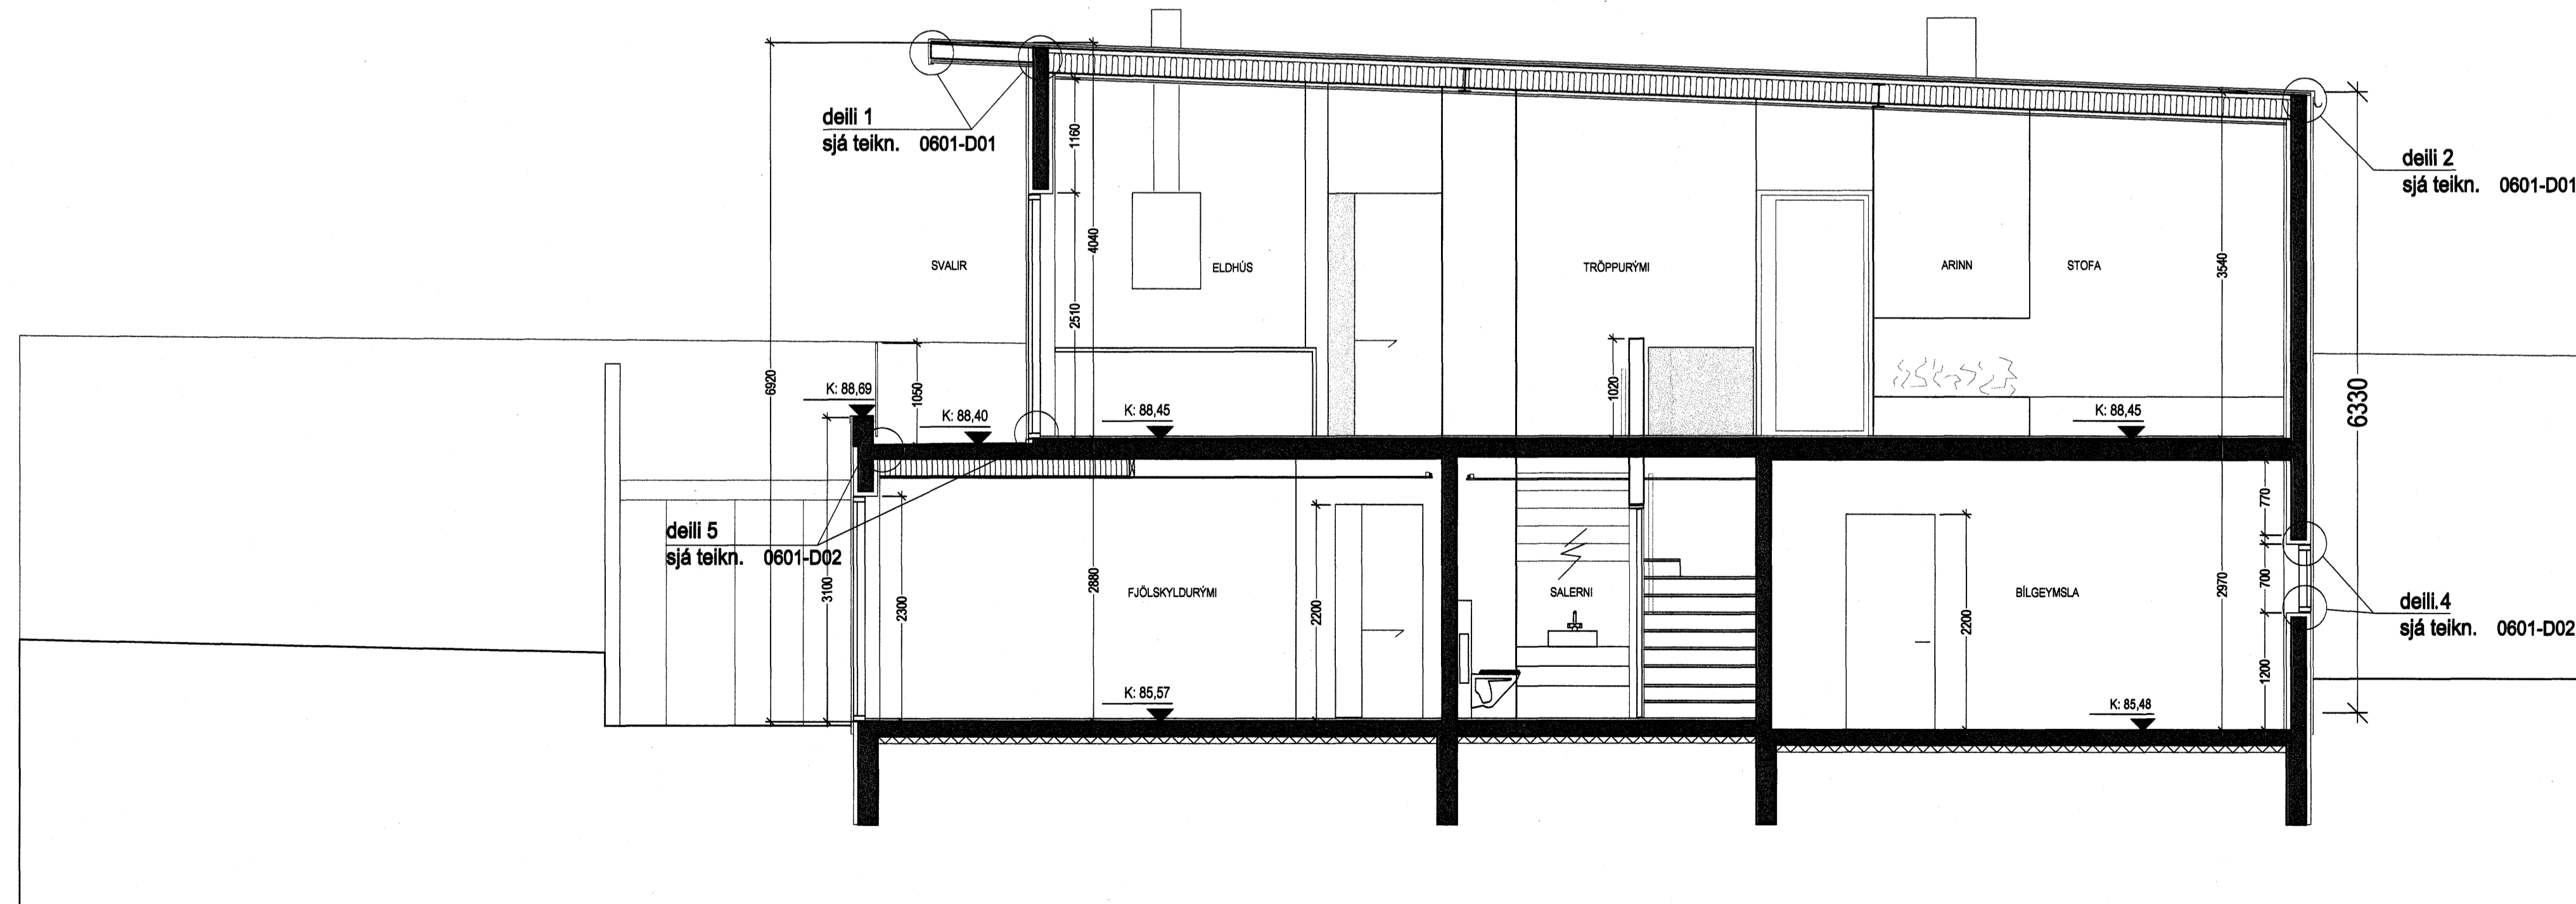 deili 1
sjá teikn. 0601-D01
deili 2
sjá teikn. 0601-D01
1160
4040
2510
SVALIR
ELDHÚS
TRÖPPURÝMI
ARINN
STOFA
3540
6920
1050
1020
6330
K: 88,69
K: 88,40
K: 88,45
K: 88,45
deili 5
sjá teikn. 0601-D02
3100
2300
2880
FJÖLSKYLDURÝMI
2200
SALERNI
BÍLGEYMSLA
2200
2970
770
700
1200
deili.4
sjá teikn. 0601-D02
K: 85,57
K: 85,48